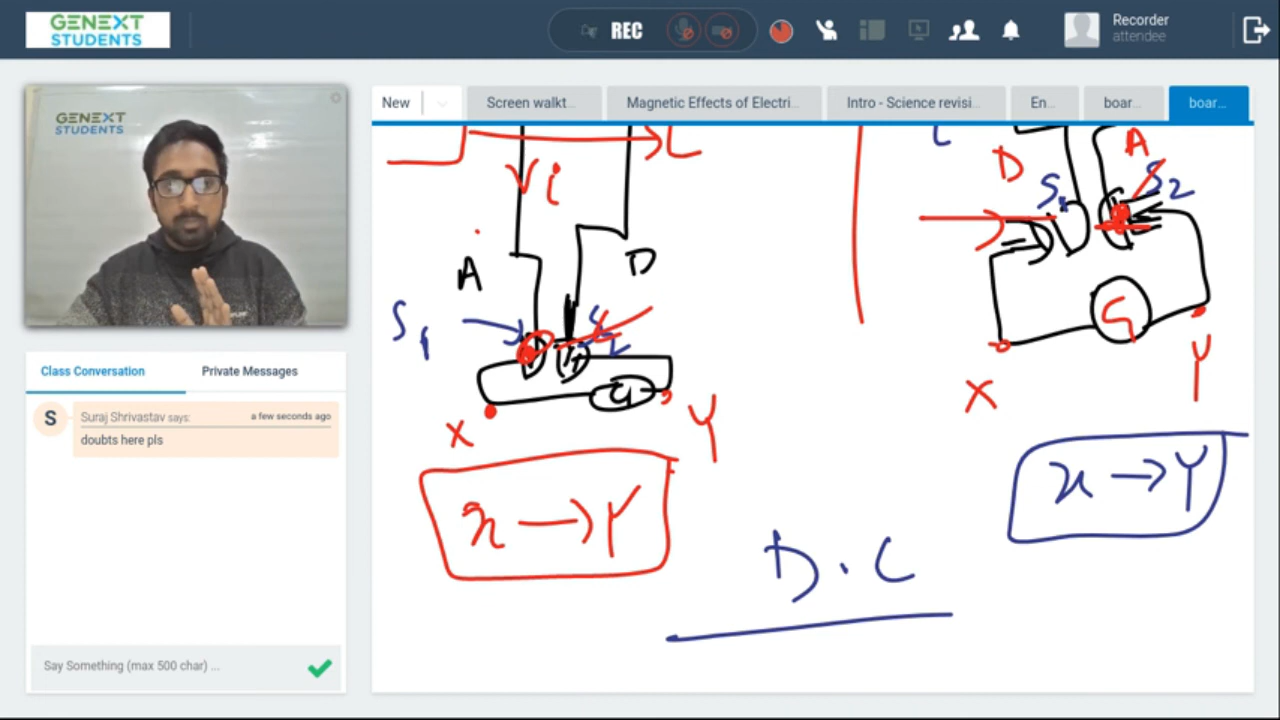 GENEXT
STUDENTS
REC
Recorder
attendee
GENEXT
STUDENTS
New
Screen walkt...
Magnetic Effects of Electri...
Intro - Science revisi...
En...
boar...
boar...
Class Conversation
Private Messages
S
Suraj Shrivastav says:
a few seconds ago
doubts here pls
Say Something (max 500 char) ...
i
A
D
S1
S2
G
X
Y
x → Y
D
A
S1
S2
G
X
Y
x → Y
D.C